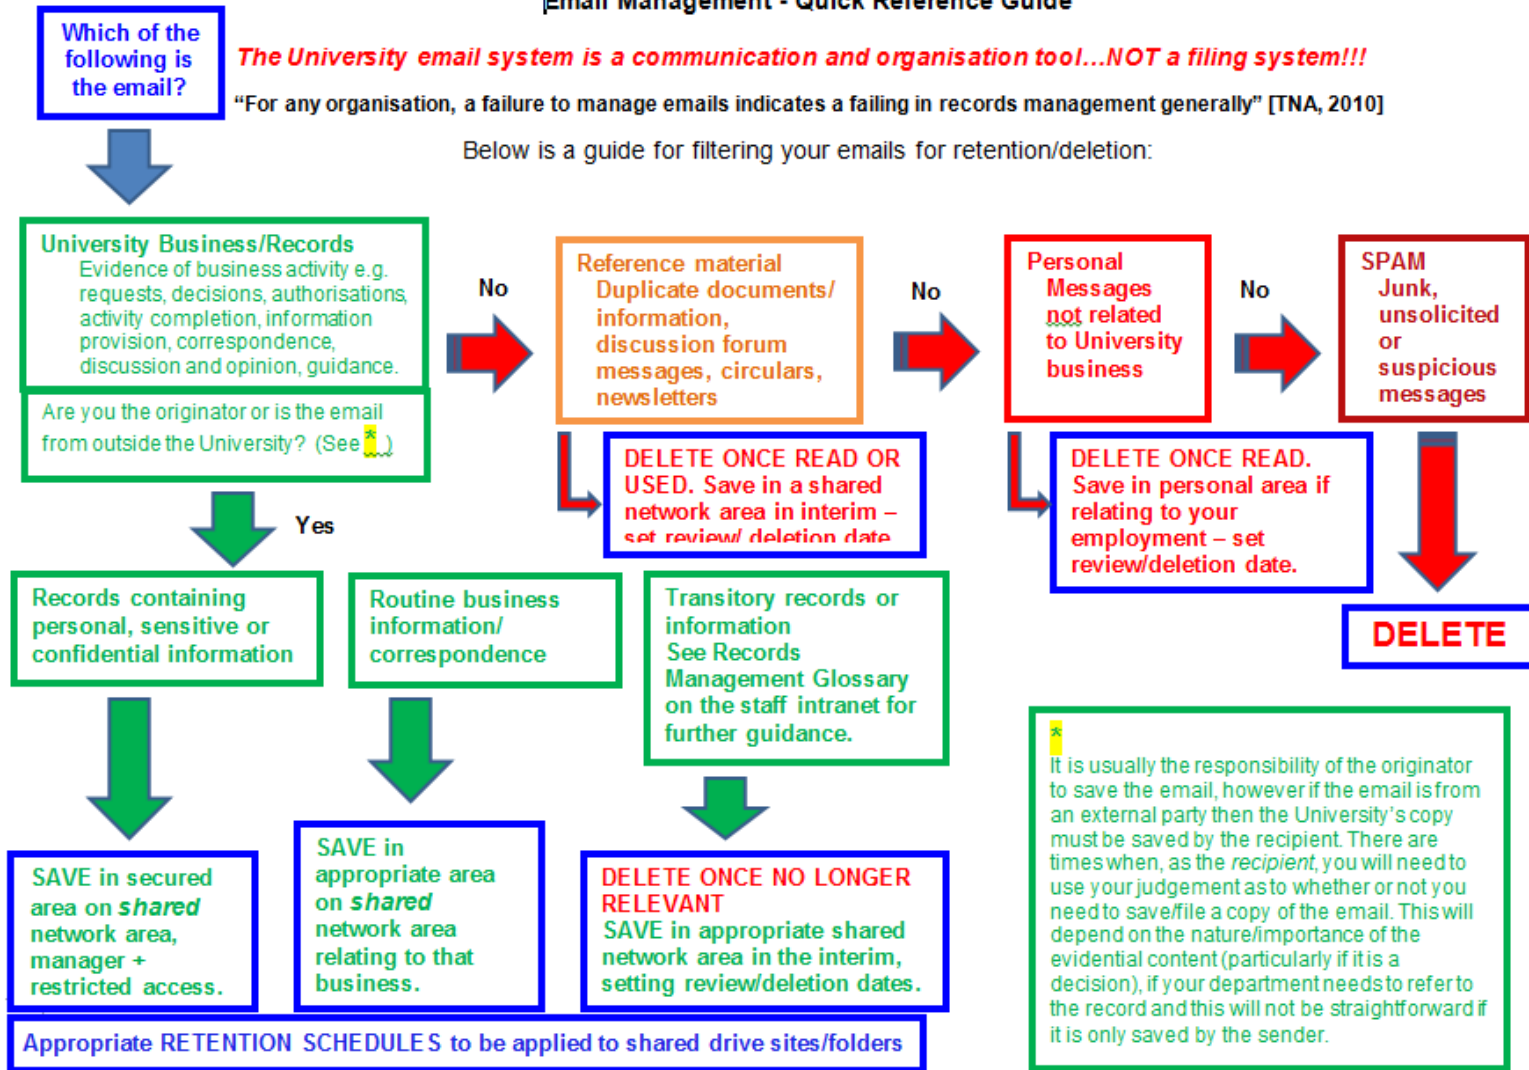 Email Management - Quick Reference Guide
Which of the
following is
the email?
The University email system is a communication and organisation tool...NOT a filing system!!!
“For any organisation, a failure to manage emails indicates a failing in records management generally” [TNA, 2010]
Below is a guide for filtering your emails for retention/deletion:
University Business/Records
Evidence of business activity e.g.
requests, decisions, authorisations,
activity completion, information
provision, correspondence,
discussion and opinion, guidance.
Are you the originator or is the email
from outside the University? (See * )
No
Reference material
Duplicate documents/
information,
discussion forum
messages, circulars,
newsletters
DELETE ONCE READ OR
USED. Save in a shared
network area in interim –
set review/ deletion date
No
Personal
Messages
not related
to University
business
DELETE ONCE READ.
Save in personal area if
relating to your
employment – set
review/deletion date.
No
SPAM
Junk,
unsolicited
or
suspicious
messages
DELETE
Yes
Records containing
personal, sensitive or
confidential information
Routine business
information/
correspondence
Transitory records or
information
See Records
Management Glossary
on the staff intranet for
further guidance.
SAVE in secured
area on shared
network area,
manager +
restricted access.
SAVE in
appropriate area
on shared
network area
relating to that
business.
DELETE ONCE NO LONGER
RELEVANT
SAVE in appropriate shared
network area in the interim,
setting review/deletion dates.
Appropriate RETENTION SCHEDULES to be applied to shared drive sites/folders
*
It is usually the responsibility of the originator
to save the email, however if the email is from
an external party then the University’s copy
must be saved by the recipient. There are
times when, as the recipient, you will need to
use your judgement as to whether or not you
need to save/file a copy of the email. This will
depend on the nature/importance of the
evidential content (particularly if it is a
decision), if your department needs to refer to
the record and this will not be straightforward if
it is only saved by the sender.